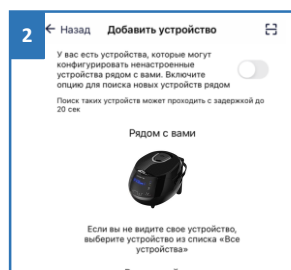 2
← Назад Добавить устройство
У вас есть устройства, которые могут
конфигурировать ненастроенные
устройства рядом с вами. Включите
опцию для поиска новых устройств рядом
Поиск таких устройств может проходить с задержкой до
20 сек
Рядом с вами
Если вы не видите свое устройство,
выберите устройство из списка «Все
устройства»